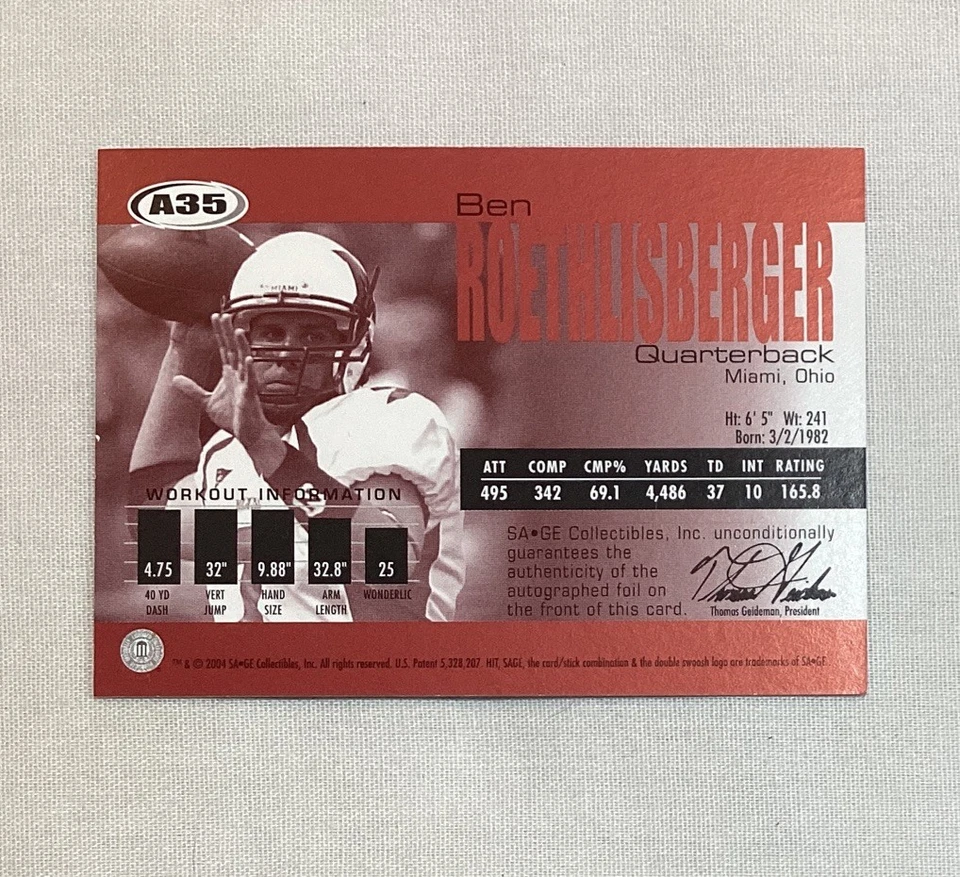 A35
Ben
ROETHLISBERGER
Quarterback
Miami, Ohio
Ht: 6' 5" Wt: 241
Born: 3/2/1982
ATT COMP CMP% YARDS TD INT RATING
495 342 69.1 4,486 37 10 165.8
MIAMI
WORKOUT INFORMATION
4.75 32" 9.88" 32.8" 25
40 YD DASH VERT JUMP HAND SIZE ARM LENGTH WONDERLIC
SA•GE Collectibles, Inc. unconditionally
guarantees the
authenticity of the
autographed foil on
the front of this card.
Thomas Geideman, President
™ & © 2004 SA•GE Collectibles, Inc. All rights reserved. U.S. Patent 5,328,207. HIT, SAGE, the card/stick combination & the double swoosh logo are trademarks of SA•GE.